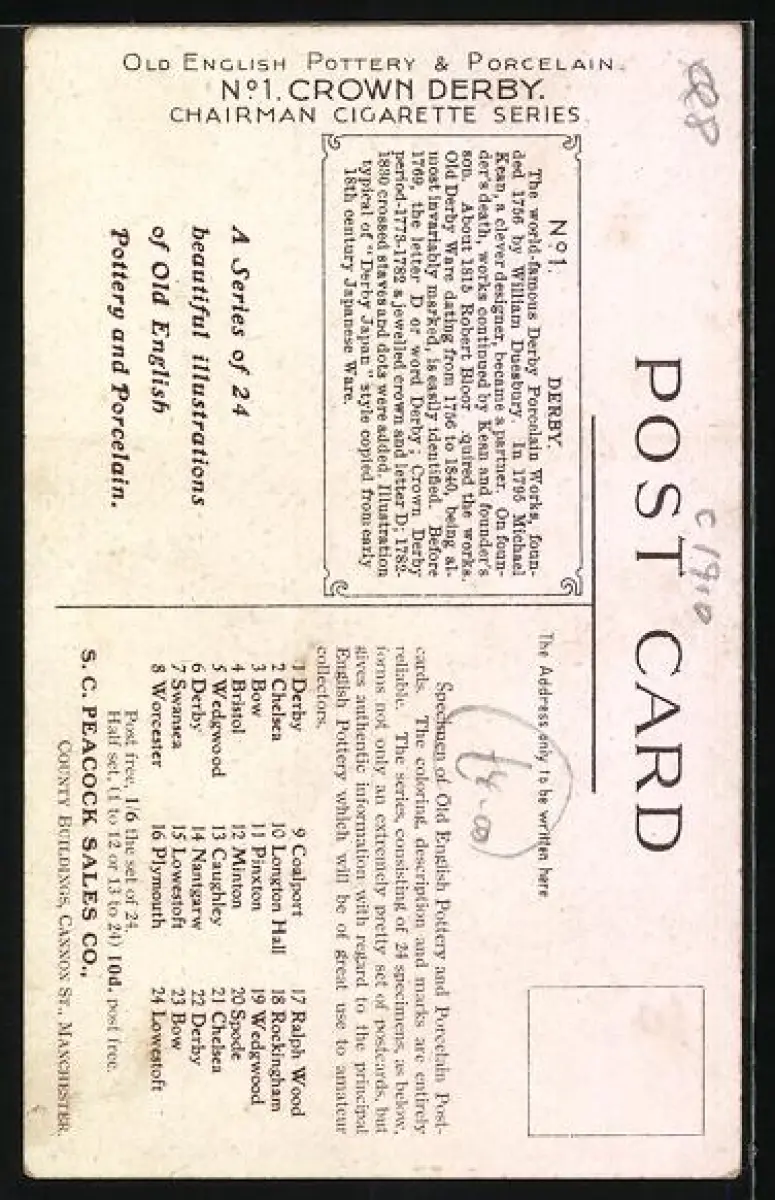 OLD ENGLISH POTTERY & PORCELAIN.
Nº1. CROWN DERBY.
CHAIRMAN CIGARETTE SERIES
888
POST CARD
c 1910
Nº1. DERBY.
The world-famous Derby Porcelain Works, foun-
ded 1756 by William Duesbury. In 1795 Michael
Kean, a clever designer, became a partner. On foun-
der's death, works continued by Kean and founder's
son. About 1815 Robert Bloor quired the works.
Old Derby Ware dating from 1756 to 1840, being al-
most invariably marked, is easily identified. Before
1769, the letter D or word Derby; Crown Derby
period-1773-1782 a jewelled crown and letter D; 1782-
1830 crossed staves and dots were added. Illustration
typical of "Derby Japan" style copied from early
18th century Japanese Ware.
A Series of 24
beautiful illustrations
of Old English
Pottery and Porcelain.
The Address only to be written here
Specimen of Old English Pottery and Porcelain Post-
cards. The coloring, description and marks are entirely
reliable. The series, consisting of 24 specimens, as below,
forms not only an extremely pretty set of postcards, but
gives authentic information with regard to the principal
English Pottery which will be of great use to amateur
collectors.
1 Derby 9 Coalport 17 Ralph Wood
2 Chelsea 10 Longton Hall 18 Rockingham
3 Bow 11 Pinxton 19 Wedgwood
4 Bristol 12 Minton 20 Spode
5 Wedgwood 13 Caughley 21 Chelsea
6 Derby 14 Nantgarw 22 Derby
7 Swansea 15 Lowestoft 23 Bow
8 Worcester 16 Plymouth 24 Lowestoft
Post free, 1/6 the set of 24.
Half set, (1 to 12 or 13 to 24) 10d. post free.
S. C. PEACOCK SALES CO.,
COUNTY BUILDINGS, CANNON ST., MANCHESTER.